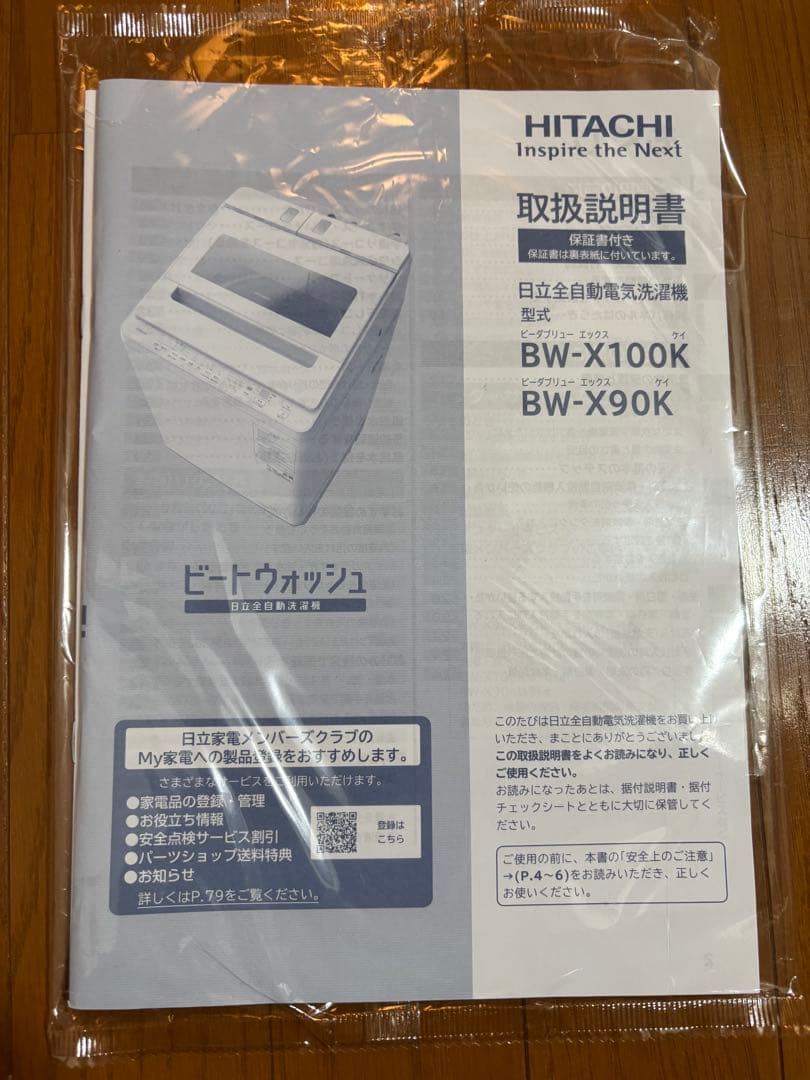 HITACHI
Inspire the Next
取扱説明書
保証書付き
保証書は裏表紙に付いています。
日立全自動電気洗濯機
型式
ビーダブリュー エックス ケイ
BW-X100K
ビーダブリュー エックス ケイ
BW-X90K
ビートウォッシュ
日立全自動洗濯機
日立家電メンバーズクラブの
My家電への製品登録をおすすめします。
さまざまなサービスをご利用いただけます。
●家電品の登録・管理
●お役立ち情報
●安全点検サービス割引
●パーツショップ送料特典
●お知らせ
登録は
こちら
詳しくはP.79をご覧ください。
このたびは日立全自動電気洗濯機をお買い上げ
いただき、まことにありがとうございました。
この取扱説明書をよくお読みになり、正しく
ご使用ください。
お読みになったあとは、据付説明書・据付
チェックシートとともに大切に保管してく
ださい。
ご使用の前に、本書の「安全上のご注意」
→(P.4～6)をお読みいただき、正しく
お使いください。